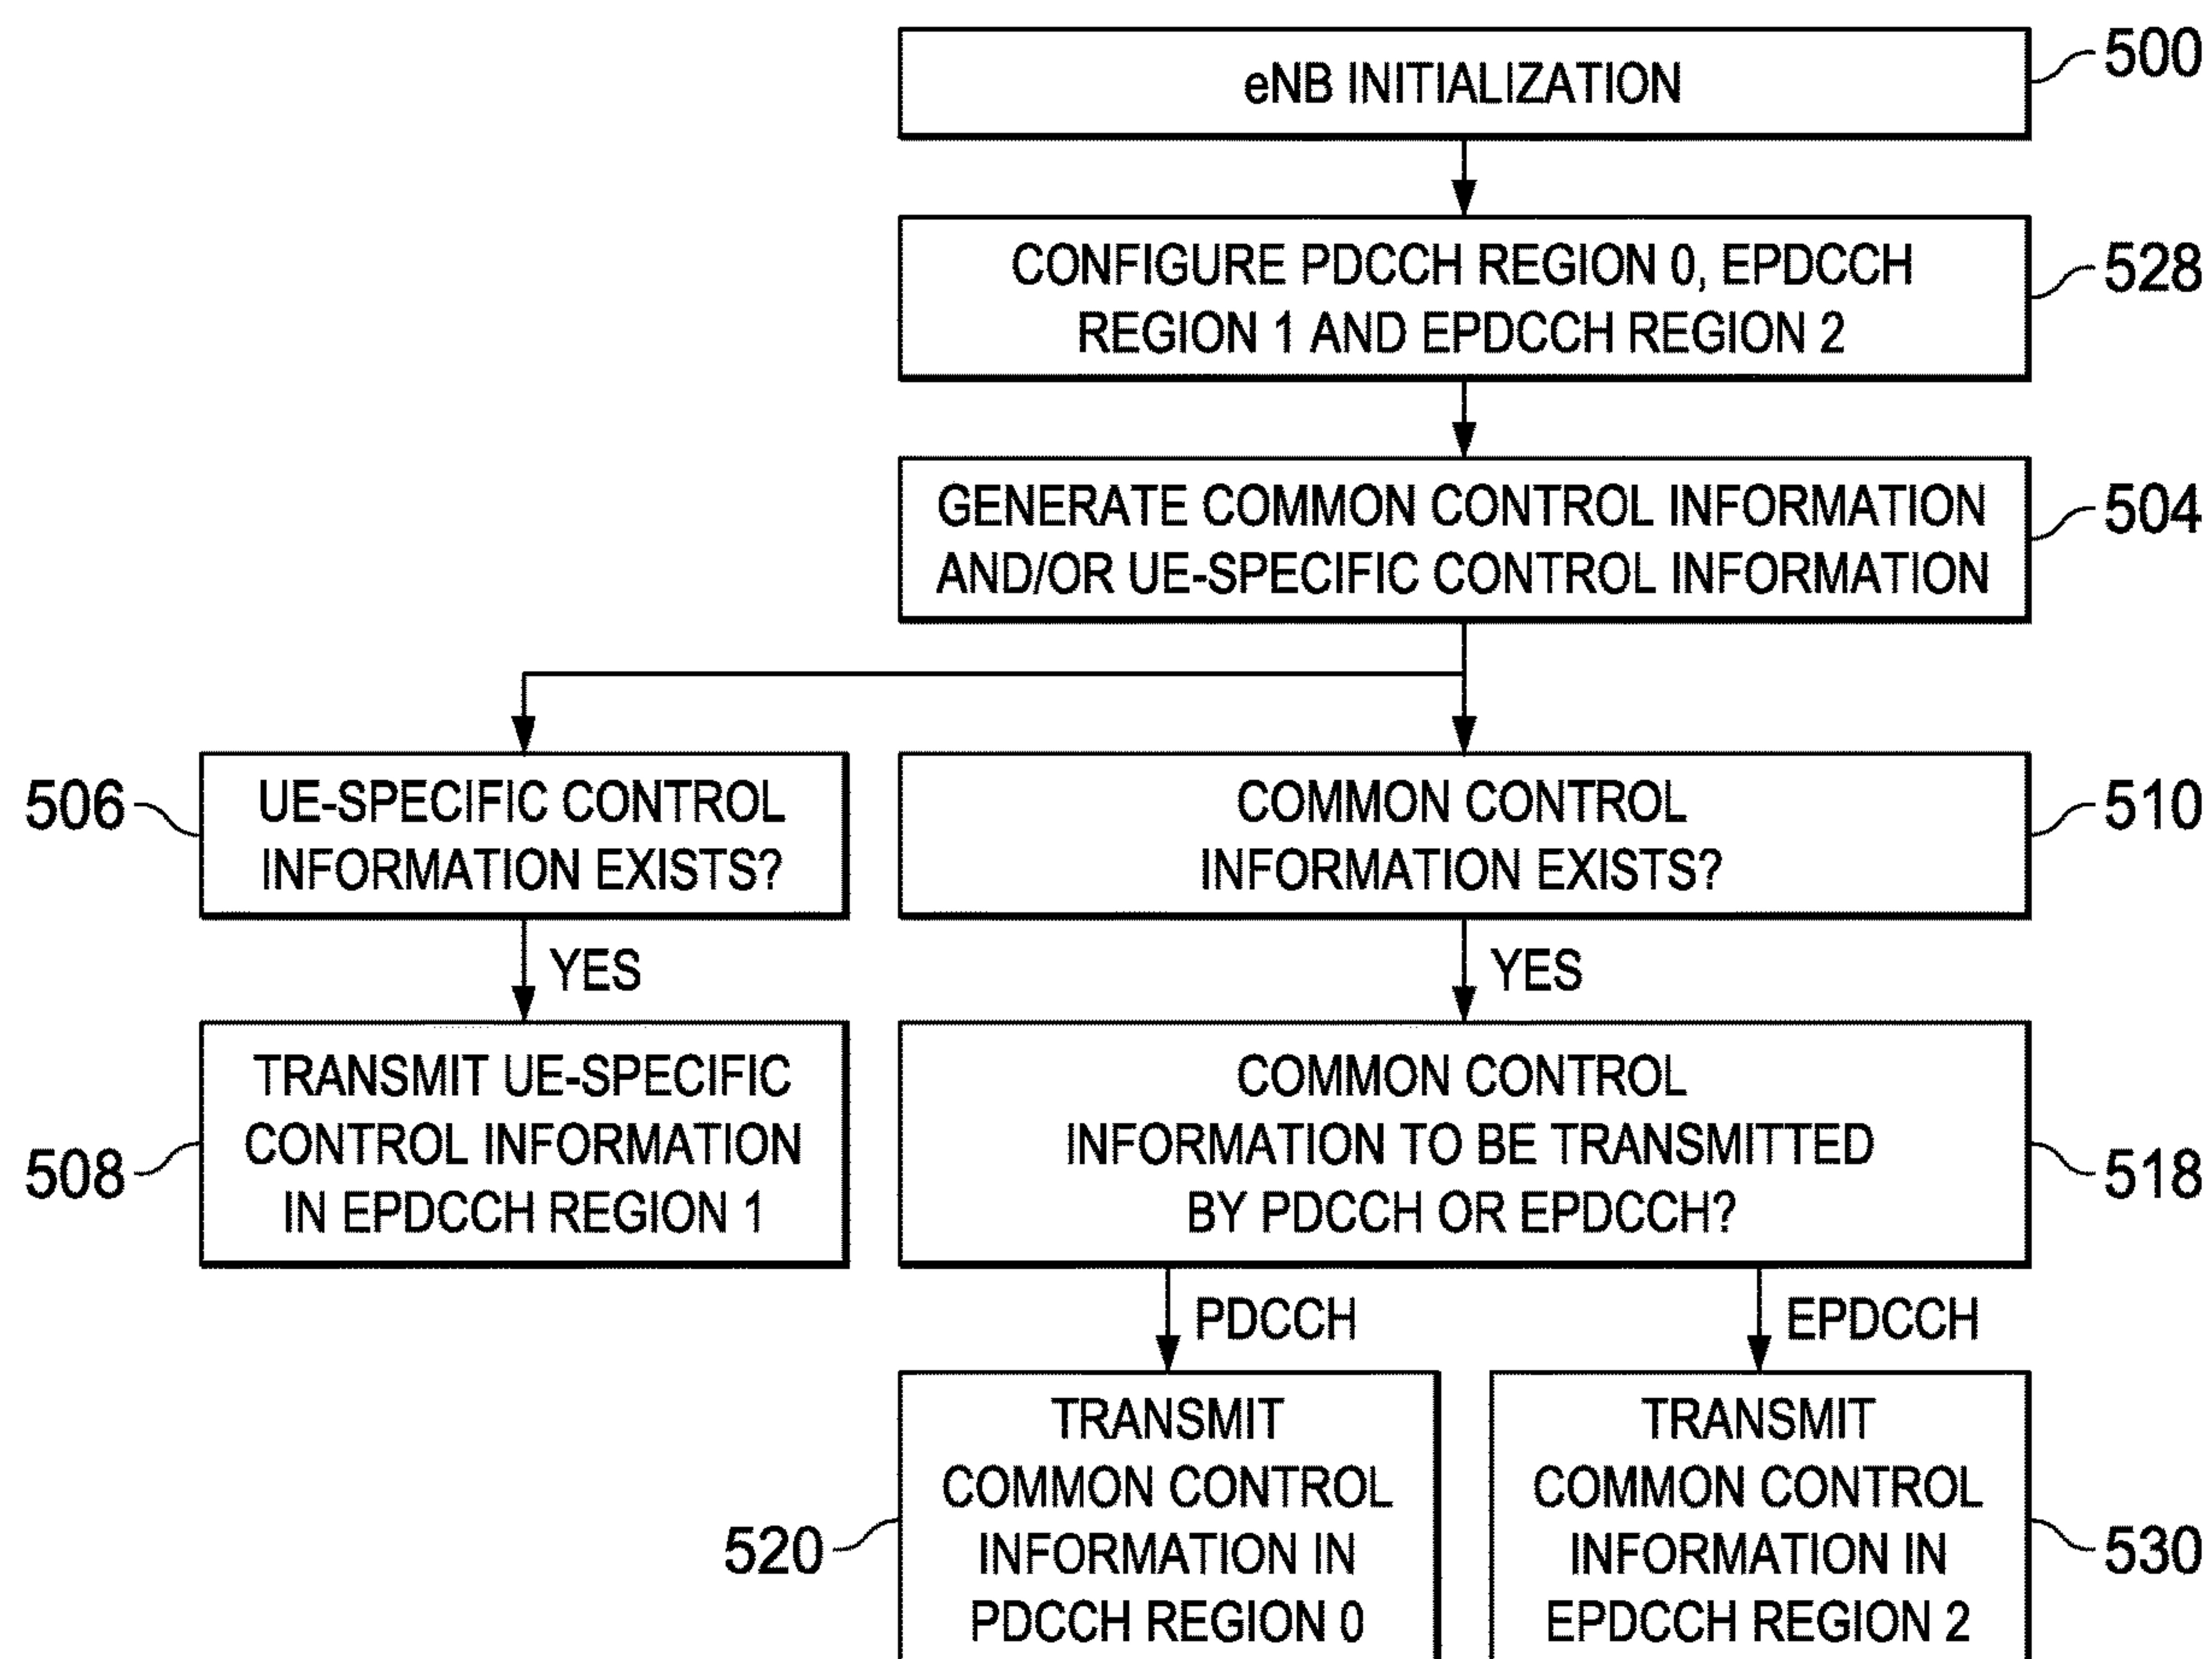 eNB INITIALIZATION
500
CONFIGURE PDCCH REGION 0, EPDCCH
REGION 1 AND EPDCCH REGION 2
528
GENERATE COMMON CONTROL INFORMATION
AND/OR UE-SPECIFIC CONTROL INFORMATION
504
506
UE-SPECIFIC CONTROL
INFORMATION EXISTS?
COMMON CONTROL
INFORMATION EXISTS?
510
YES
YES
508
TRANSMIT UE-SPECIFIC
CONTROL INFORMATION
IN EPDCCH REGION 1
COMMON CONTROL
INFORMATION TO BE TRANSMITTED
BY PDCCH OR EPDCCH?
518
PDCCH
EPDCCH
520
TRANSMIT
COMMON CONTROL
INFORMATION IN
PDCCH REGION 0
TRANSMIT
COMMON CONTROL
INFORMATION IN
EPDCCH REGION 2
530